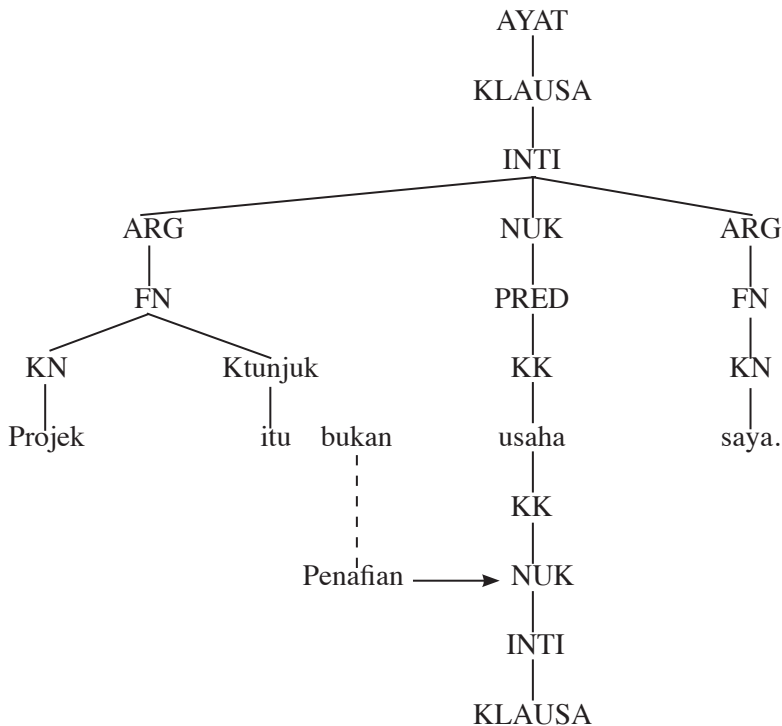 AYAT
KLAUSA
INTI
ARG NUK ARG
FN PRED FN
KN Ktunjuk KK KN
Projek itu bukan usaha saya.
KK
Penafian NUK
INTI
KLAUSA